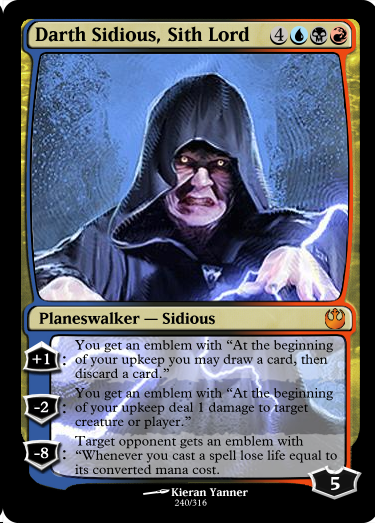 Darth Sidious, Sith Lord 4
Planeswalker — Sidious
+1: You get an emblem with “At the beginning
of your upkeep you may draw a card, then
discard a card.”
-2: You get an emblem with “At the beginning
of your upkeep deal 1 damage to target
creature or player.”
-8: Target opponent gets an emblem with
“Whenever you cast a spell lose life equal to
its converted mana cost.
5
Kieran Yanner
240/316